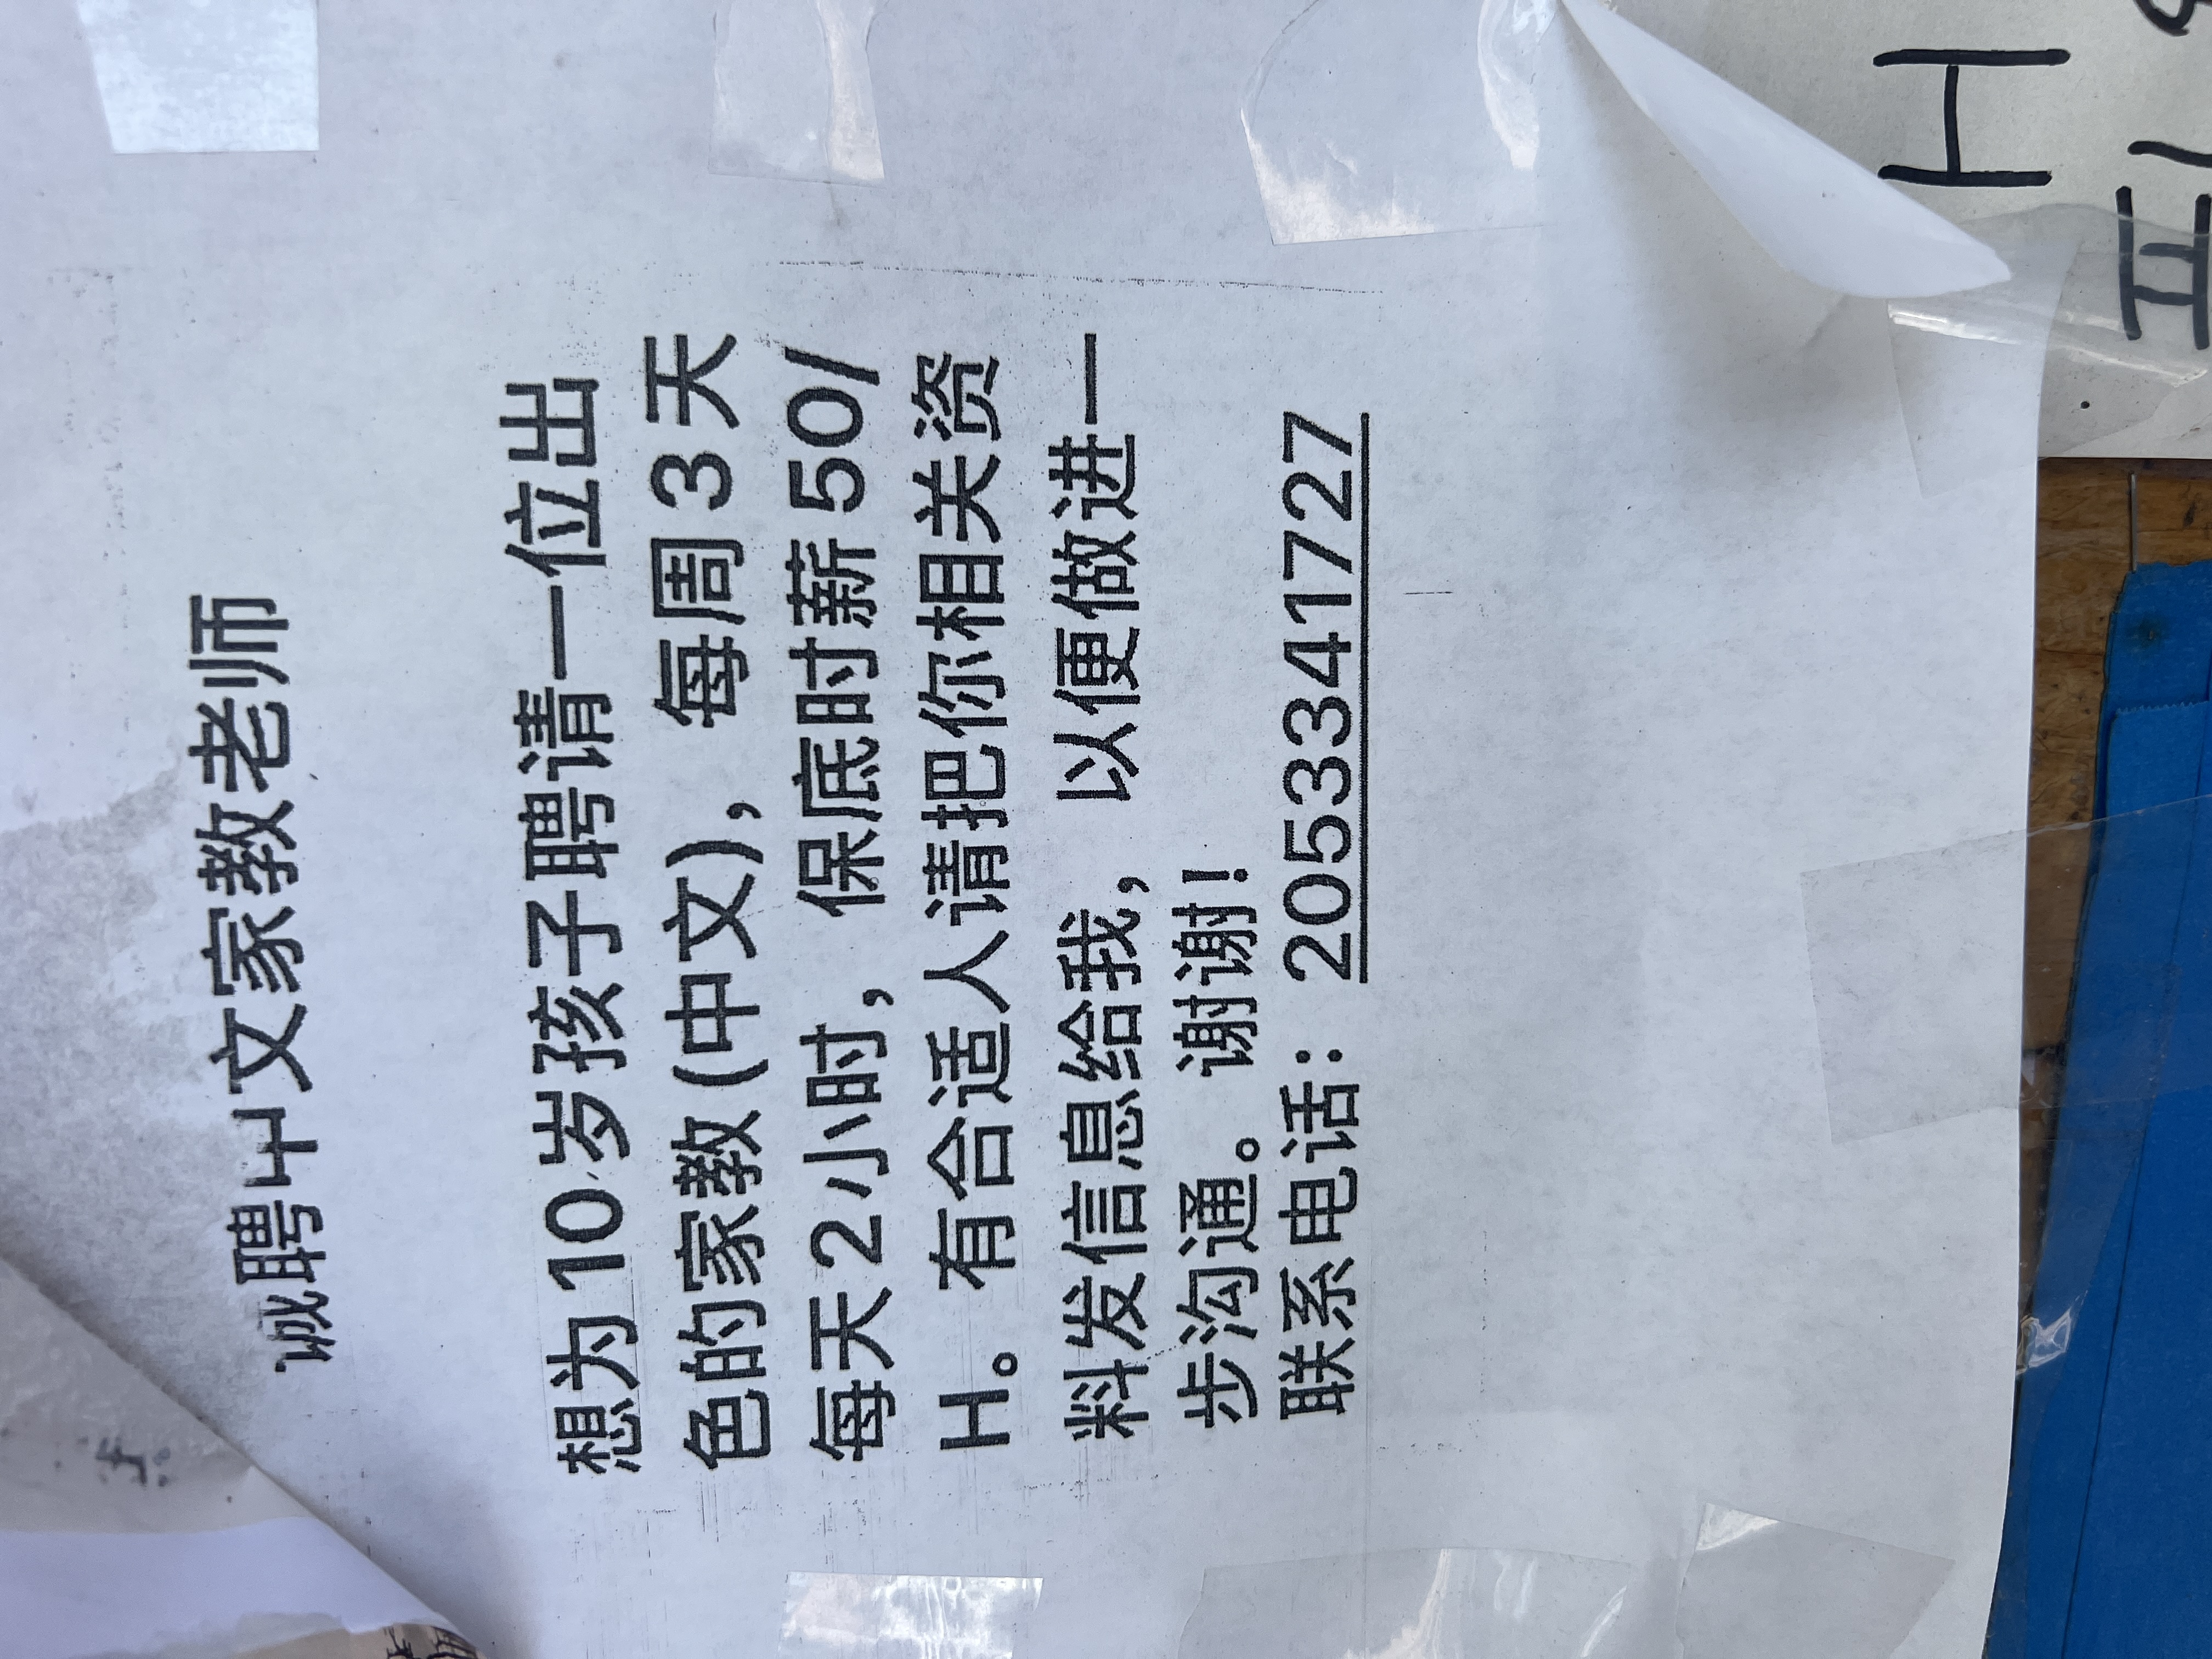 诚聘中文家教老师
想为10岁孩子聘请一位出
色的家教(中文)，每周3天
每天2小时，保底时薪50/
H。有合适人请把你相关资
料发信息给我，以便做进一
步沟通。谢谢！
联系电话：2053341727